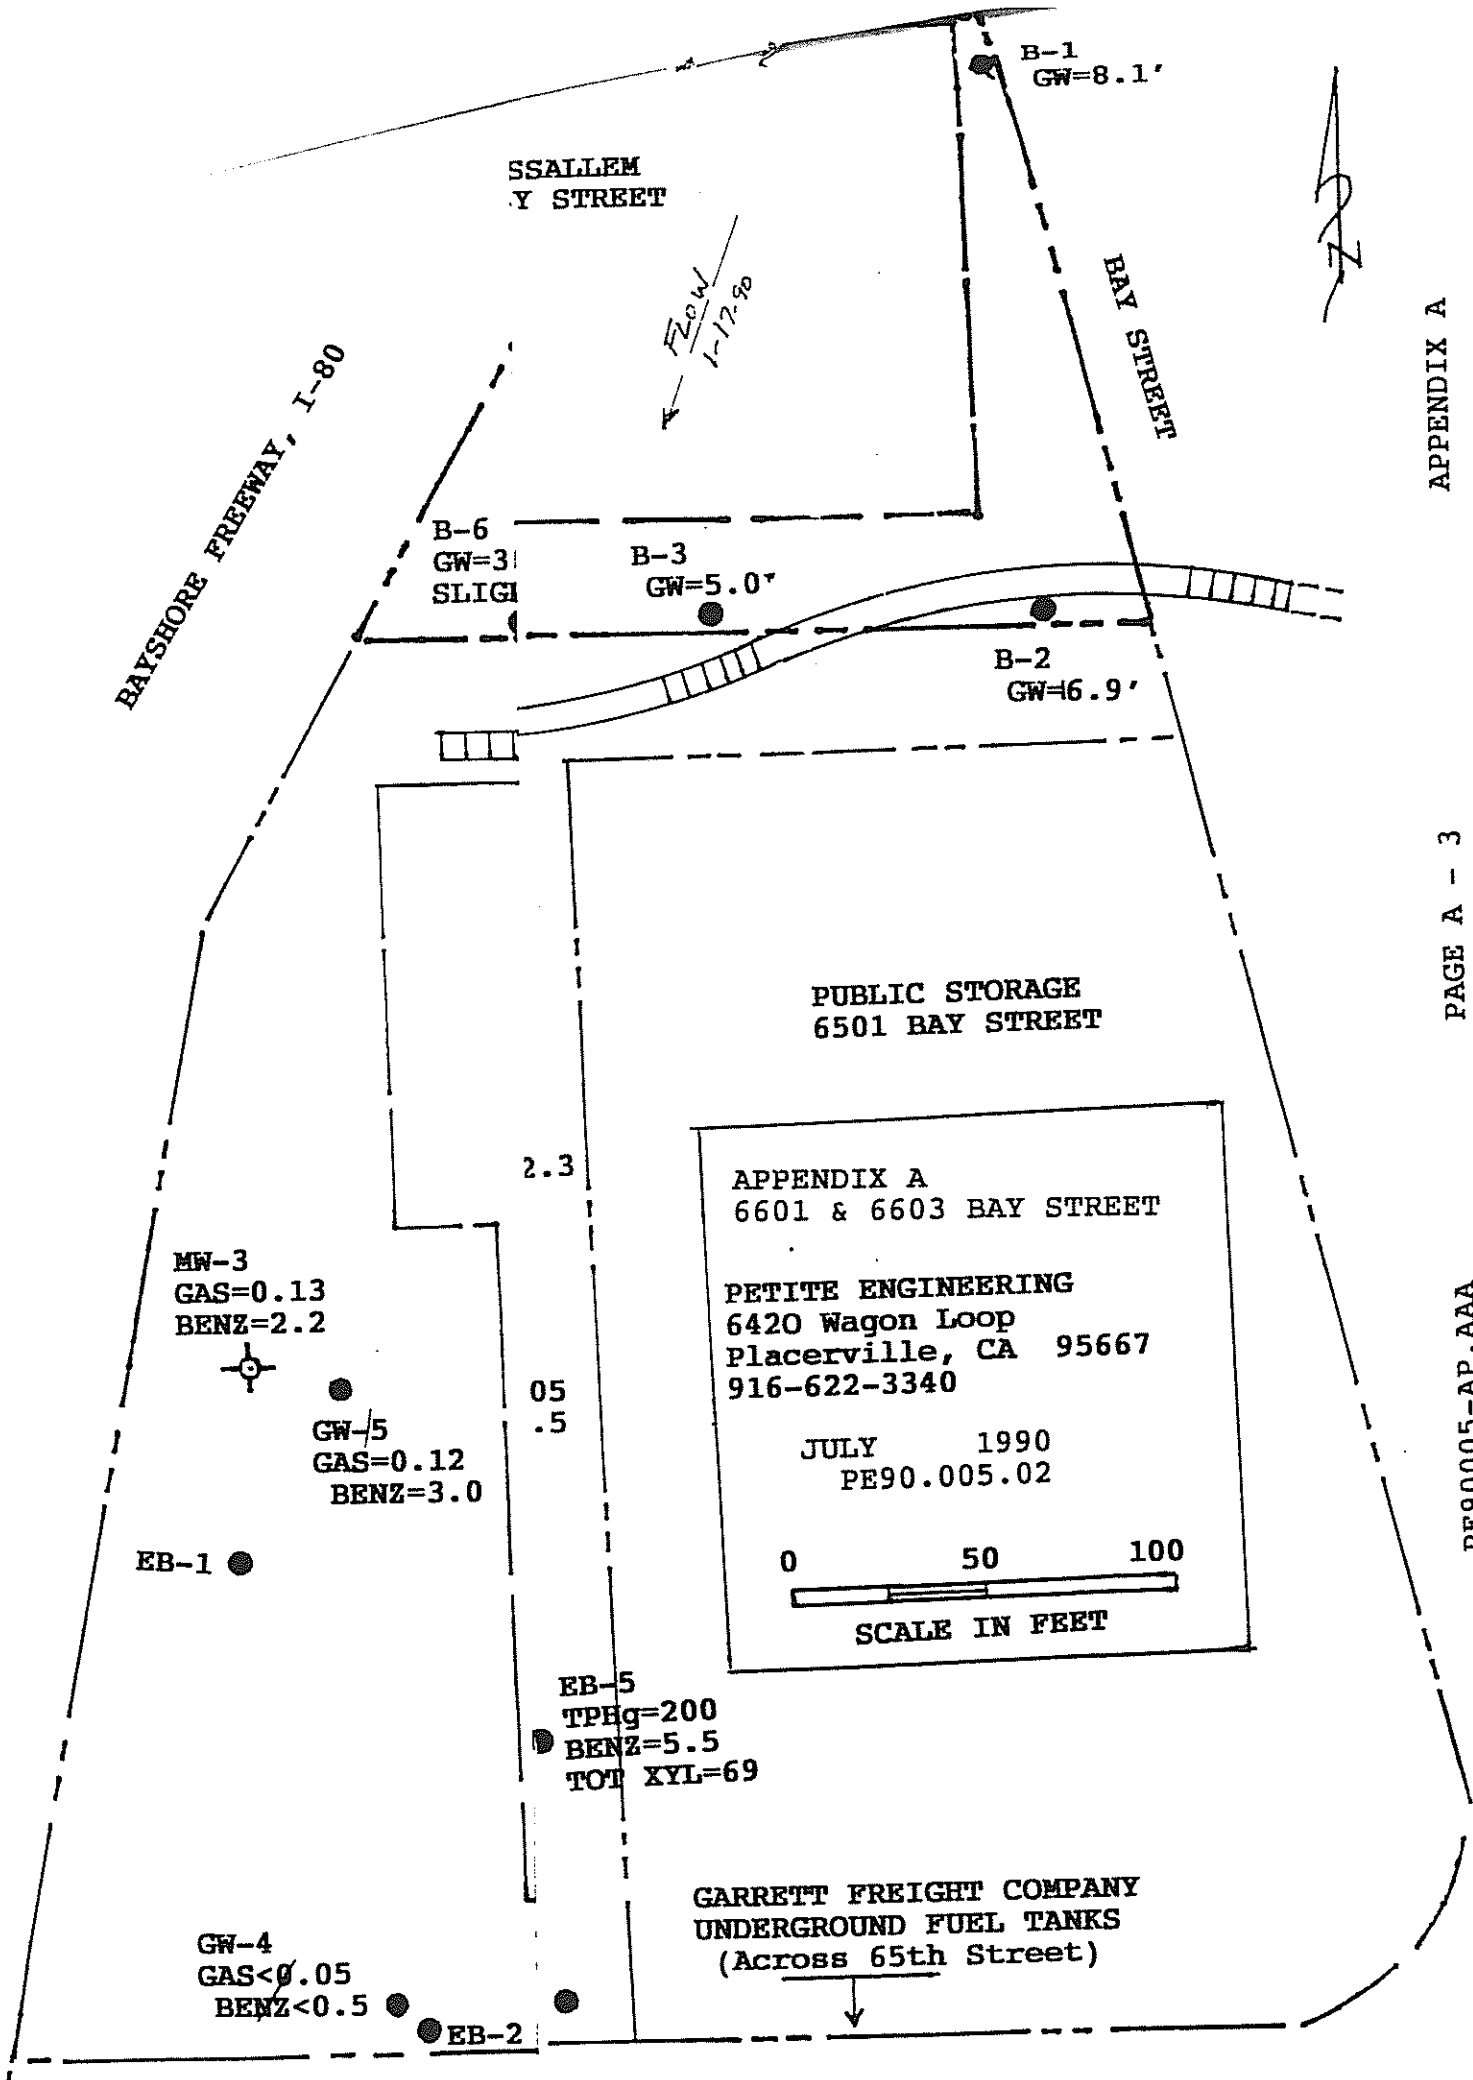 B-1
GW=8.1'
SSALLEM
Y STREET
FLOW
1-17-90
BAY STREET
N
BAYSHORE FREEWAY, I-80
B-6
GW=3
SLIG
B-3
GW=5.0'
B-2
GW=6.9'
PUBLIC STORAGE
6501 BAY STREET
2.3
APPENDIX A
6601 & 6603 BAY STREET
PETITE ENGINEERING
6420 Wagon Loop
Placerville, CA 95667
916-622-3340
JULY 1990
PE90.005.02
0 50 100
SCALE IN FEET
MW-3
GAS=0.13
BENZ=2.2
05
.5
GW-5
GAS=0.12
BENZ=3.0
EB-1
EB-5
TPHg=200
BENZ=5.5
TOT XYL=69
GARRETT FREIGHT COMPANY
UNDERGROUND FUEL TANKS
(Across 65th Street)
GW-4
GAS<0.05
BENZ<0.5
EB-2
APPENDIX A
PAGE A - 3
PE90005-AP.AAA